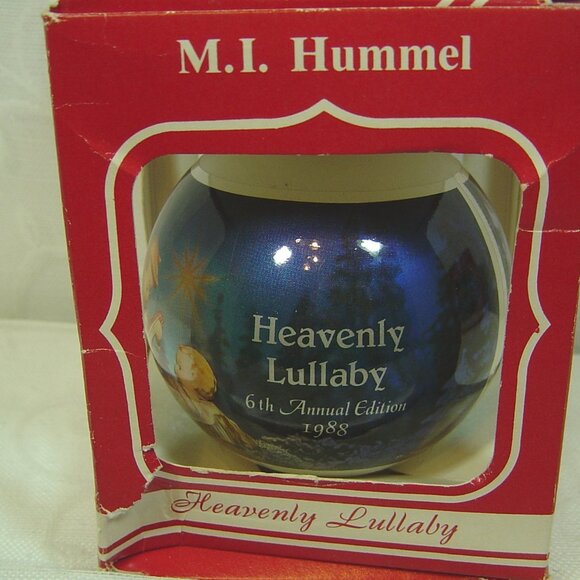 M.I. Hummel
Heavenly
Lullaby
6th Annual Edition
1988
Heavenly Lullaby